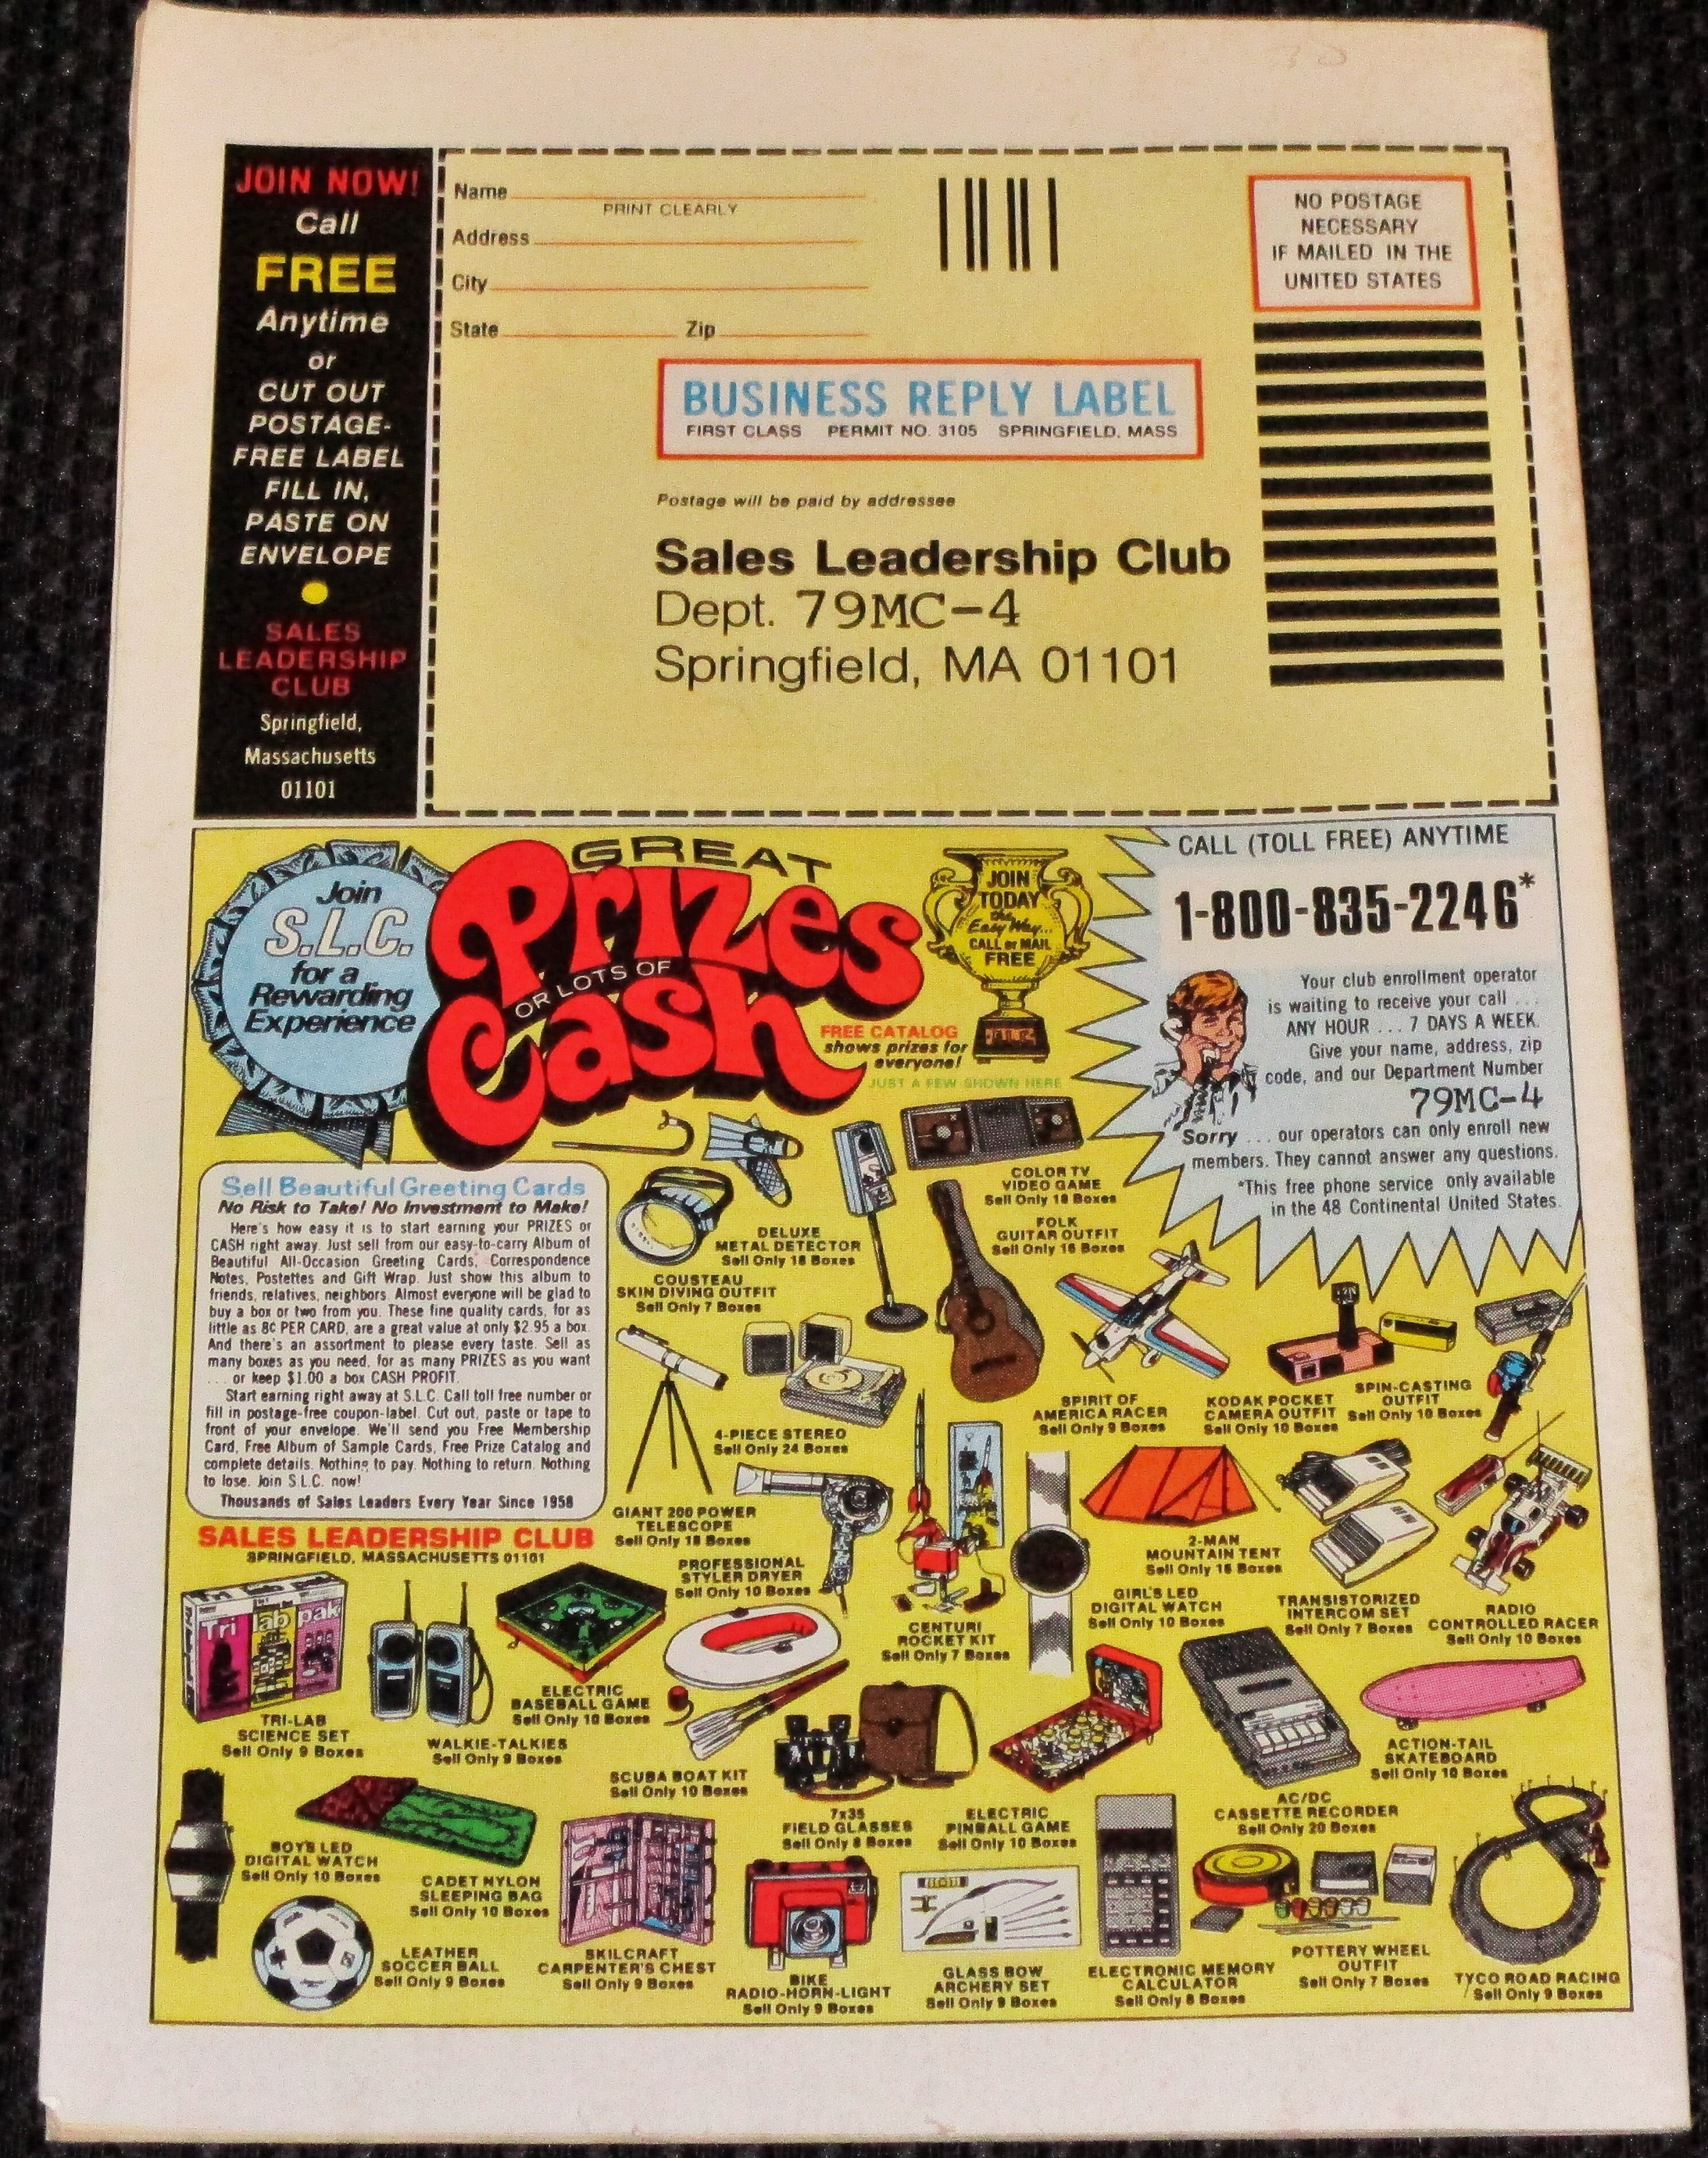 JOIN NOW!
Call
FREE
Anytime
or
CUT OUT
POSTAGE-
FREE LABEL
FILL IN,
PASTE ON
ENVELOPE
SALES
LEADERSHIP
CLUB
Springfield,
Massachusetts
01101
Name
PRINT CLEARLY
Address
City
State Zip
NO POSTAGE
NECESSARY
IF MAILED IN THE
UNITED STATES
BUSINESS REPLY LABEL
FIRST CLASS PERMIT NO. 3105 SPRINGFIELD, MASS
Postage will be paid by addressee
Sales Leadership Club
Dept. 79MC-4
Springfield, MA 01101
Join
S.L.C.
for a
Rewarding
Experience
GREAT
Prizes
OR LOTS OF
Cash
JOIN
TODAY
the
Easy Way...
CALL or MAIL
FREE
FREE CATALOG
shows prizes for
everyone!
JUST A FEW SHOWN HERE
CALL (TOLL FREE) ANYTIME
1-800-835-2246*
Your club enrollment operator
is waiting to receive your call ...
ANY HOUR ... 7 DAYS A WEEK.
Give your name, address, zip
code, and our Department Number
79MC-4
Sorry ... our operators can only enroll new
members. They cannot answer any questions.
*This free phone service only available
in the 48 Continental United States.
Sell Beautiful Greeting Cards
No Risk to Take! No Investment to Make!
Here's how easy it is to start earning your PRIZES or
CASH right away. Just sell from our easy-to-carry Album of
Beautiful All-Occasion Greeting Cards, Correspondence
Notes, Postettes and Gift Wrap. Just show this album to
friends, relatives, neighbors. Almost everyone will be glad to
buy a box or two from you. These fine quality cards, for as
little as 8¢ PER CARD, are a great value at only $2.95 a box.
And there's an assortment to please every taste. Sell as
many boxes as you need, for as many PRIZES as you want
... or keep $1.00 a box CASH PROFIT.
Start earning right away at S.L.C. Call toll free number or
fill in postage-free coupon-label. Cut out, paste or tape to
front of your envelope. We'll send you Free Membership
Card, Free Album of Sample Cards, Free Prize Catalog and
complete details. Nothing to pay. Nothing to return. Nothing
to lose. Join S.L.C. now!
Thousands of Sales Leaders Every Year Since 1958
SALES LEADERSHIP CLUB
SPRINGFIELD, MASSACHUSETTS 01101
COLOR TV
VIDEO GAME
Sell Only 18 Boxes
DELUXE
METAL DETECTOR
Sell Only 18 Boxes
FOLK
GUITAR OUTFIT
Sell Only 16 Boxes
COUSTEAU
SKIN DIVING OUTFIT
Sell Only 7 Boxes
4-PIECE STEREO
Sell Only 24 Boxes
SPIRIT OF
AMERICA RACER
Sell Only 9 Boxes
KODAK POCKET
CAMERA OUTFIT
Sell Only 10 Boxes
SPIN-CASTING
OUTFIT
Sell Only 10 Boxes
GIANT 200 POWER
TELESCOPE
Sell Only 18 Boxes
PROFESSIONAL
STYLER DRYER
Sell Only 10 Boxes
CENTURI
ROCKET KIT
Sell Only 7 Boxes
GIRL'S LED
DIGITAL WATCH
Sell Only 10 Boxes
2-MAN
MOUNTAIN TENT
Sell Only 16 Boxes
TRANSISTORIZED
INTERCOM SET
Sell Only 7 Boxes
RADIO
CONTROLLED RACER
Sell Only 10 Boxes
Tri lab pak
TRI-LAB
SCIENCE SET
Sell Only 9 Boxes
WALKIE-TALKIES
Sell Only 9 Boxes
ELECTRIC
BASEBALL GAME
Sell Only 10 Boxes
SCUBA BOAT KIT
Sell Only 10 Boxes
7x35
FIELD GLASSES
Sell Only 8 Boxes
ELECTRIC
PINBALL GAME
Sell Only 10 Boxes
AC/DC
CASSETTE RECORDER
Sell Only 20 Boxes
ACTION-TAIL
SKATEBOARD
Sell Only 10 Boxes
BOY'S LED
DIGITAL WATCH
Sell Only 10 Boxes
CADET NYLON
SLEEPING BAG
Sell Only 10 Boxes
LEATHER
SOCCER BALL
Sell Only 9 Boxes
SKILCRAFT
CARPENTER'S CHEST
Sell Only 9 Boxes
BIKE
RADIO-HORN-LIGHT
Sell Only 9 Boxes
GLASS BOW
ARCHERY SET
Sell Only 9 Boxes
ELECTRONIC MEMORY
CALCULATOR
Sell Only 8 Boxes
POTTERY WHEEL
OUTFIT
Sell Only 7 Boxes
TYCO ROAD RACING
Sell Only 9 Boxes